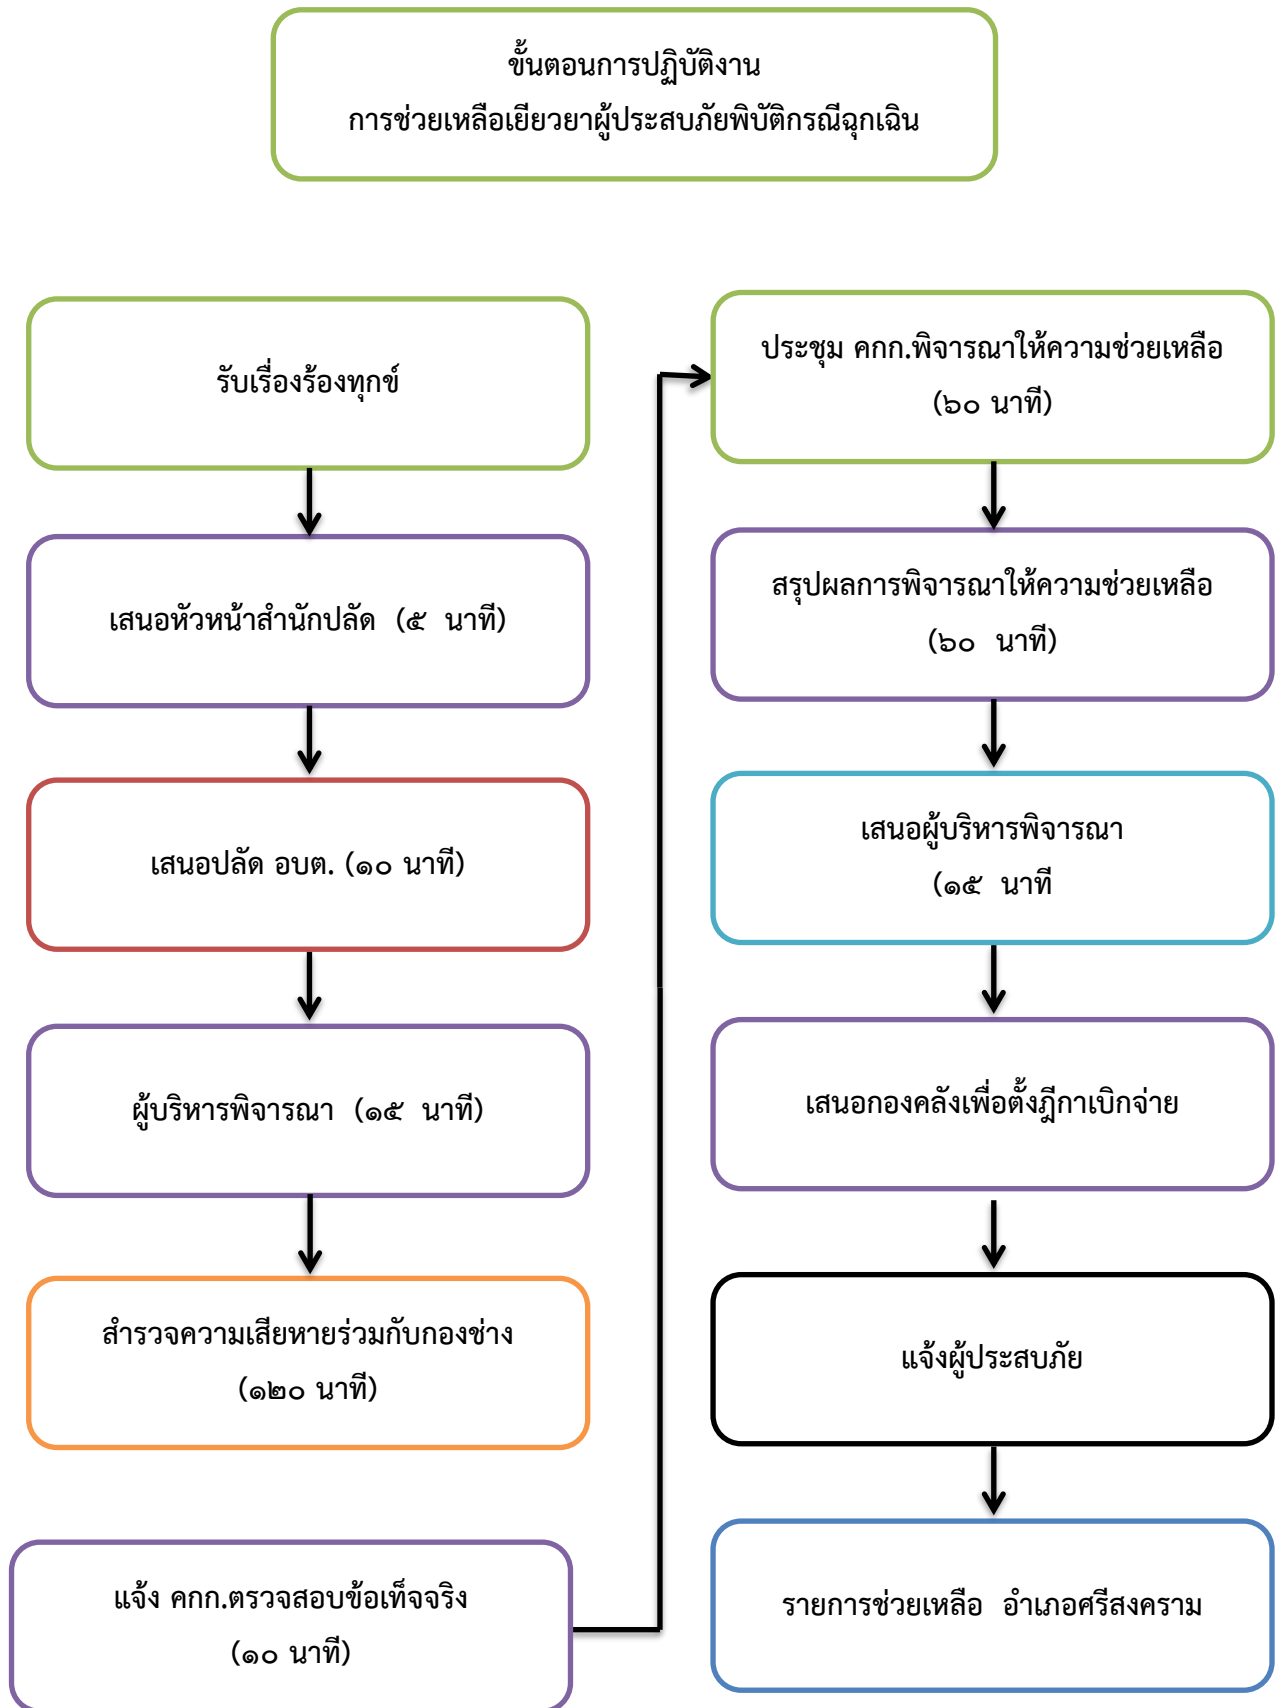 ขั้นตอนการปฏิบัติงาน
การช่วยเหลือเยียวยาผู้ประสบภัยพิบัติกรณีฉุกเฉิน
รับเรื่องร้องทุกข์
เสนอหัวหน้าสำนักปลัด (๕ นาที)
เสนอปลัด อบต. (๑๐ นาที)
ผู้บริหารพิจารณา (๑๕ นาที)
สำรวจความเสียหายร่วมกับกองช่าง
(๑๒๐ นาที)
แจ้ง คกก.ตรวจสอบข้อเท็จจริง
(๑๐ นาที)
ประชุม คกก.พิจารณาให้ความช่วยเหลือ
(๖๐ นาที)
สรุปผลการพิจารณาให้ความช่วยเหลือ
(๖๐ นาที)
เสนอผู้บริหารพิจารณา
(๑๕ นาที
เสนอกองคลังเพื่อตั้งฎีกาเบิกจ่าย
แจ้งผู้ประสบภัย
รายการช่วยเหลือ อำเภอศรีสงคราม